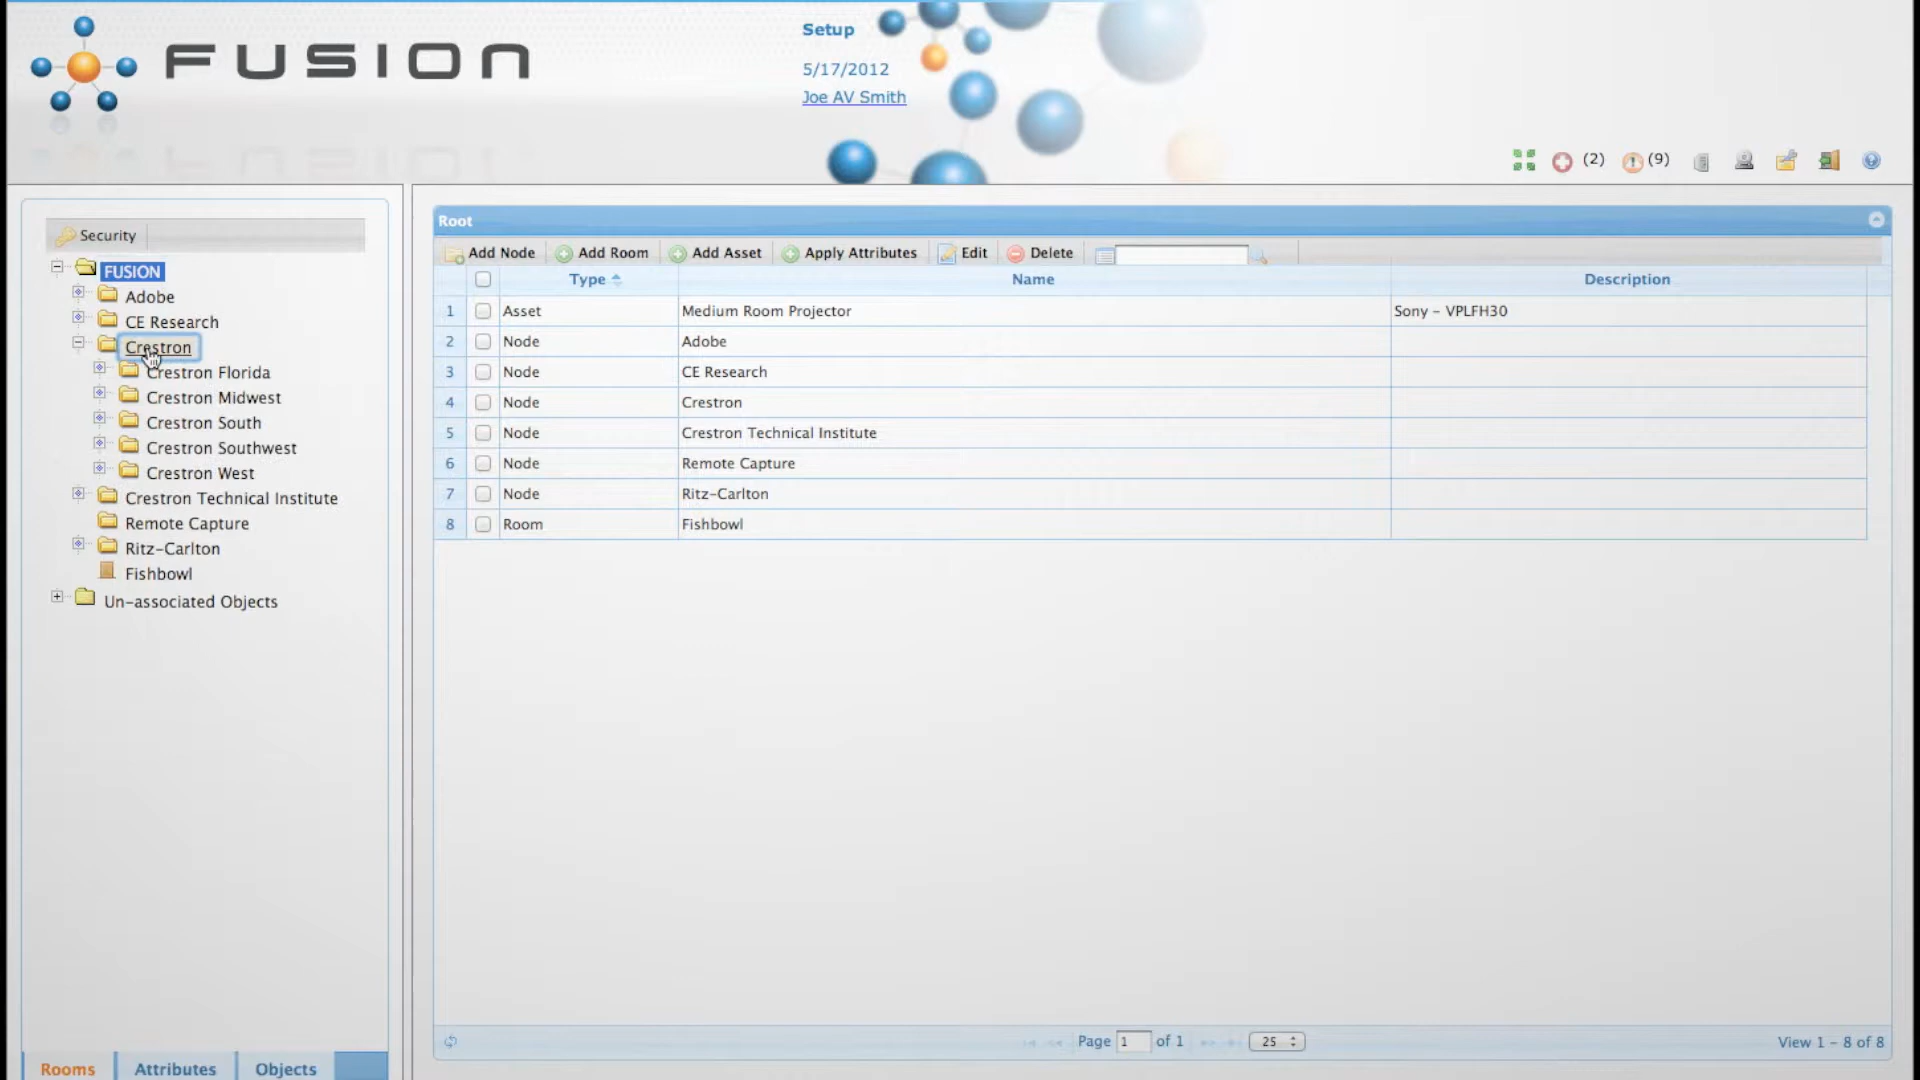 FUSION
Setup
5/17/2012
Joe AV Smith
(2)
(9)
Security
FUSION
Adobe
CE Research
Crestron
Crestron Florida
Crestron Midwest
Crestron South
Crestron Southwest
Crestron West
Crestron Technical Institute
Remote Capture
Ritz-Carlton
Fishbowl
Un-associated Objects
Rooms Attributes Objects
Root
Add Node Add Room Add Asset Apply Attributes Edit Delete
Type Name Description
1 Asset Medium Room Projector Sony - VPLFH30
2 Node Adobe
3 Node CE Research
4 Node Crestron
5 Node Crestron Technical Institute
6 Node Remote Capture
7 Node Ritz-Carlton
8 Room Fishbowl
Page 1 of 1 25 View 1 - 8 of 8